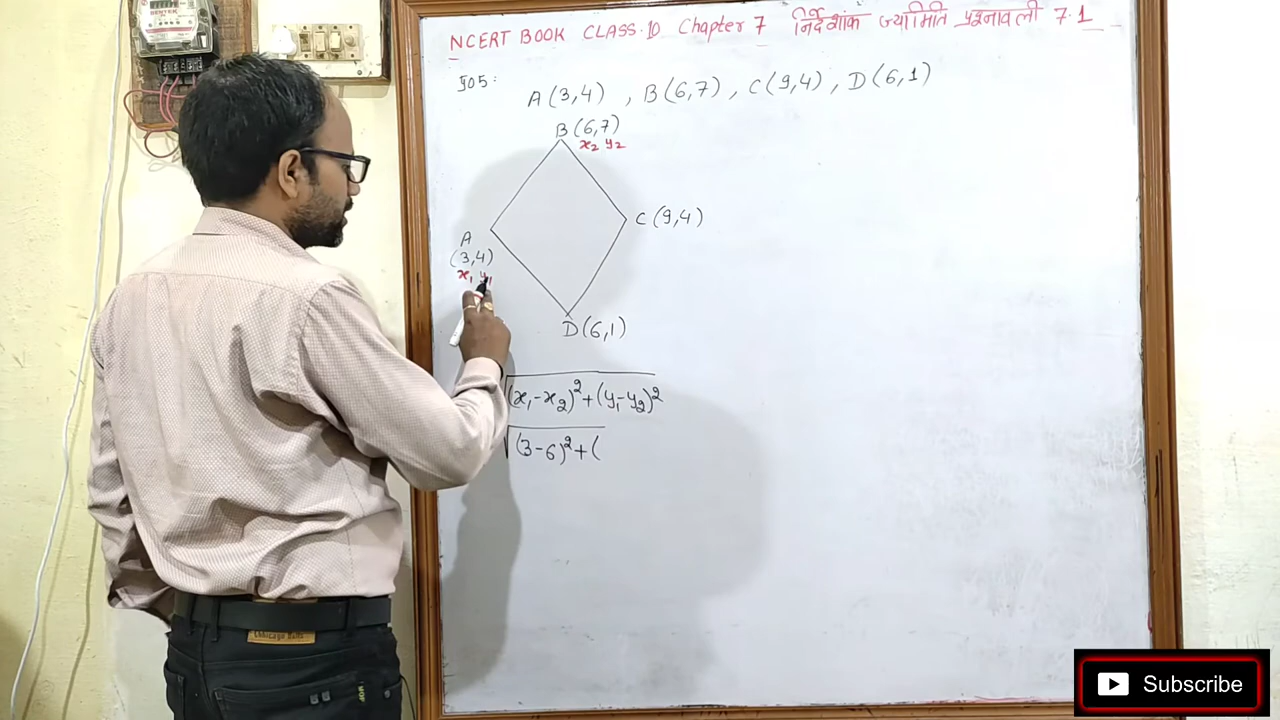 NCERT BOOK CLASS.10 Chapter 7 निर्देशांक ज्यामिति प्रश्नावली 7.1
प्र05:
A(3,4) , B(6,7) , C(9,4) , D(6,1)
B(6,7)
x₂ y₂
C(9,4)
A
(3,4)
x₁ y₁
D(6,1)
√(x₁-x₂)²+(y₁-y₂)²
√(3-6)²+(
Subscribe